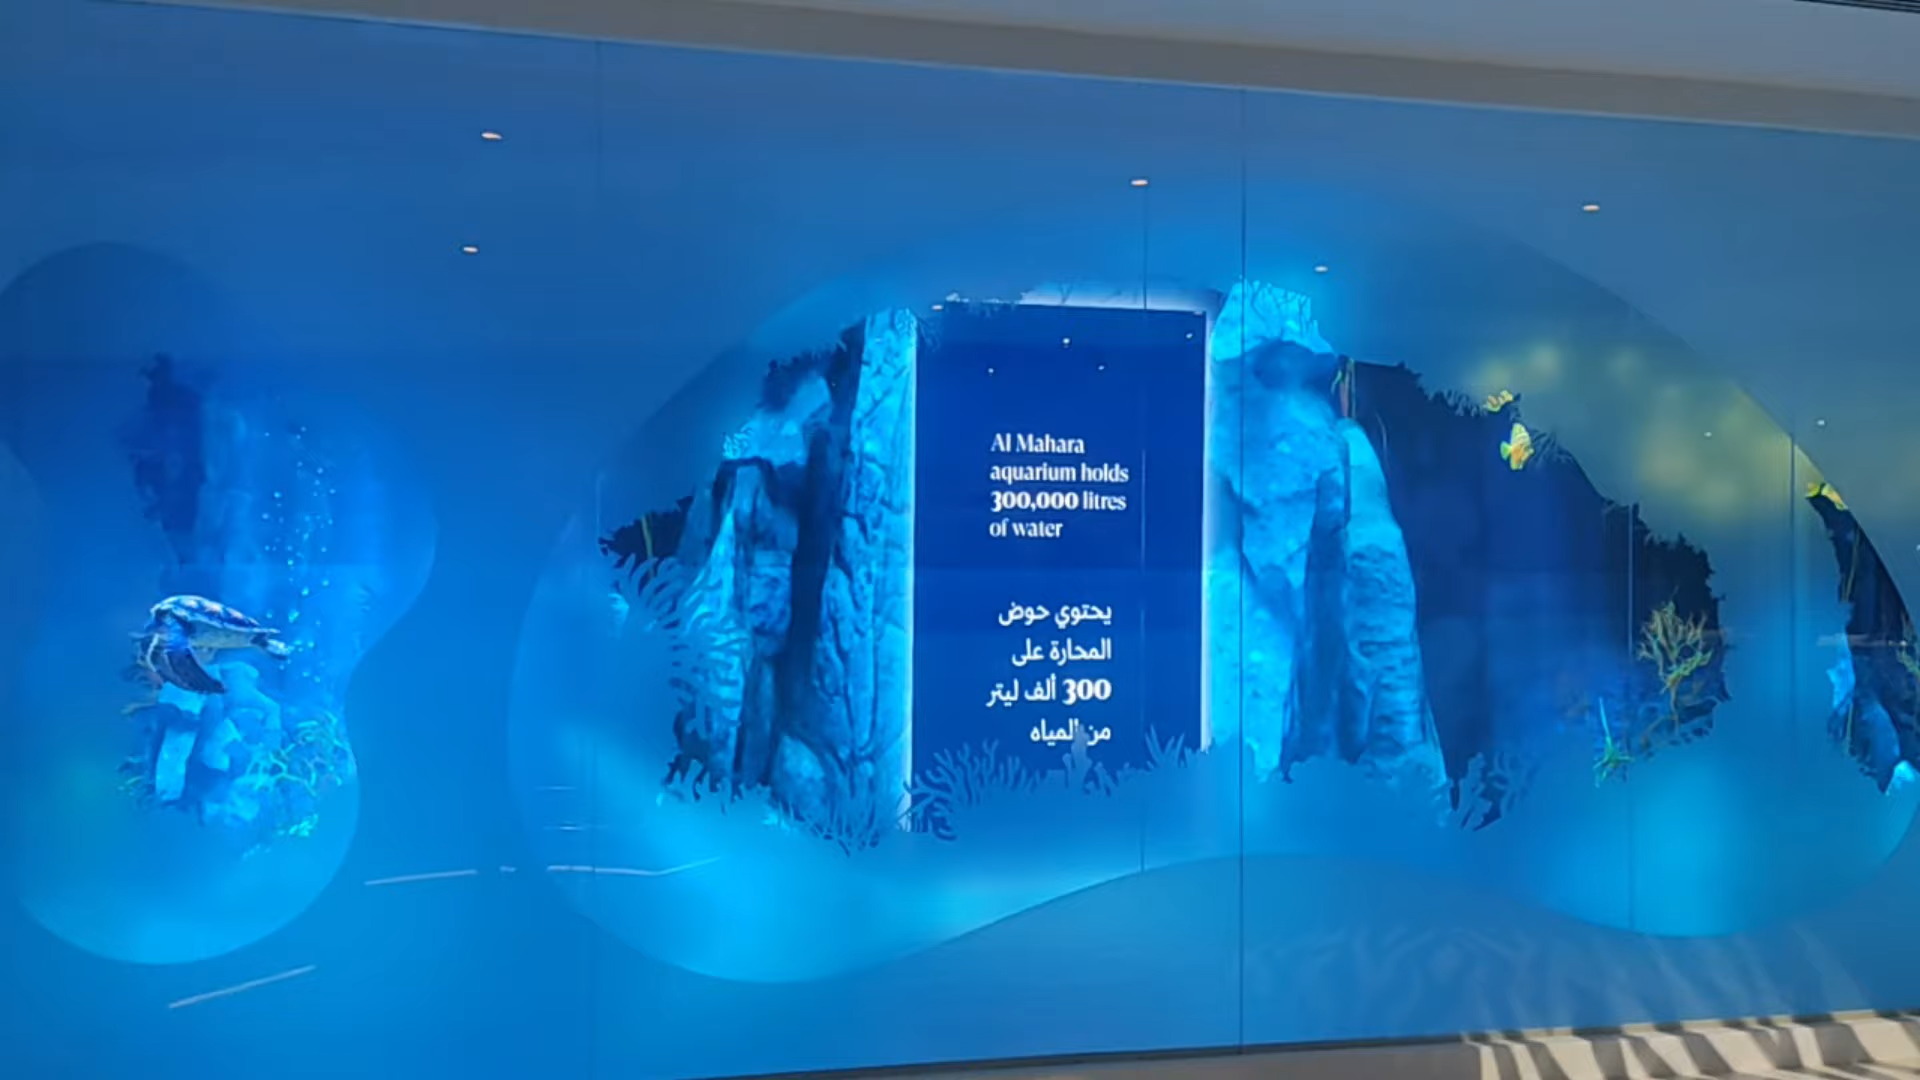 Al Mahara
aquarium holds
300,000 litres
of water
يحتوي حوض
المحارة على
300 ألف ليتر
من المياه